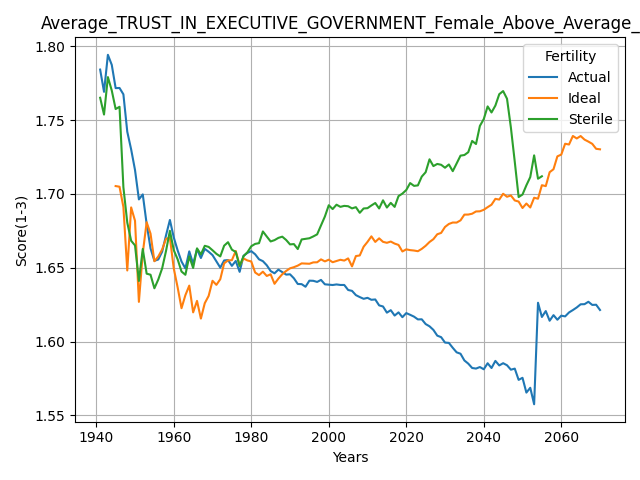 Average_TRUST_IN_EXECUTIVE_GOVERNMENT_Female_Above_Average_
Fertility
Actual
Ideal
Sterile
Score(1-3)
1.80
1.75
1.70
1.65
1.60
1.55
1940 1960 1980 2000 2020 2040 2060
Years